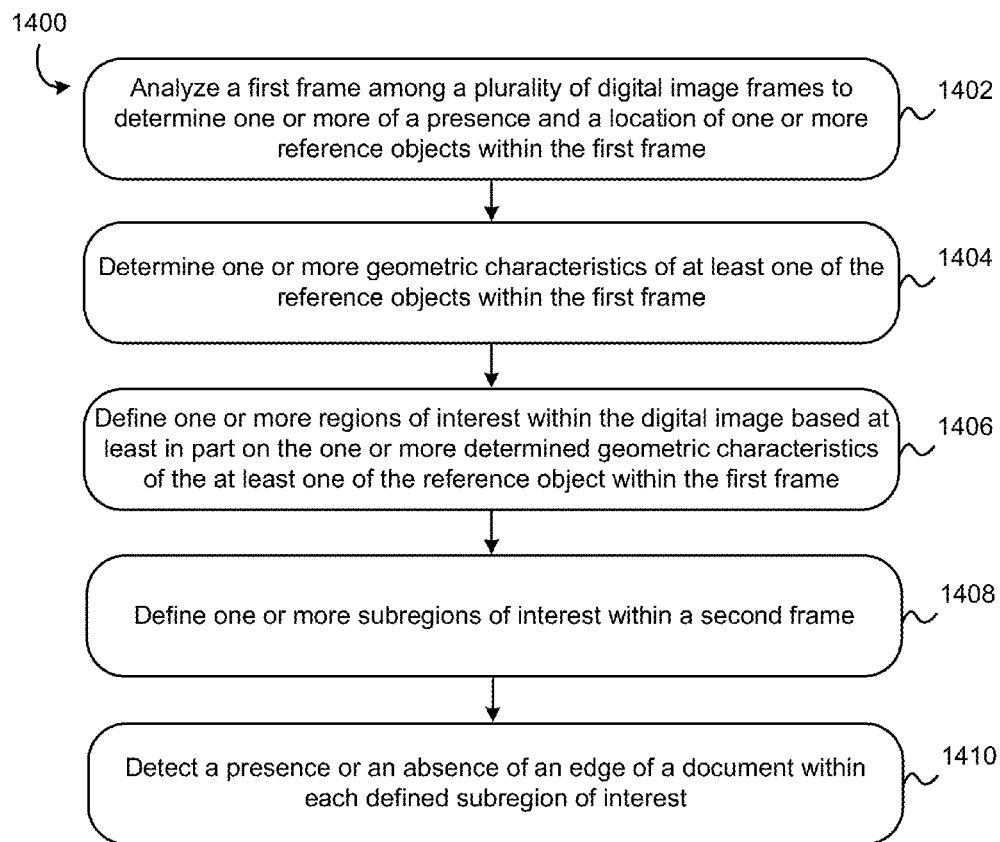 1400
Analyze a first frame among a plurality of digital image frames to
determine one or more of a presence and a location of one or more
reference objects within the first frame
1402
Determine one or more geometric characteristics of at least one of the
reference objects within the first frame
1404
Define one or more regions of interest within the digital image based at
least in part on the one or more determined geometric characteristics
of the at least one of the reference object within the first frame
1406
Define one or more subregions of interest within a second frame
1408
Detect a presence or an absence of an edge of a document within
each defined subregion of interest
1410